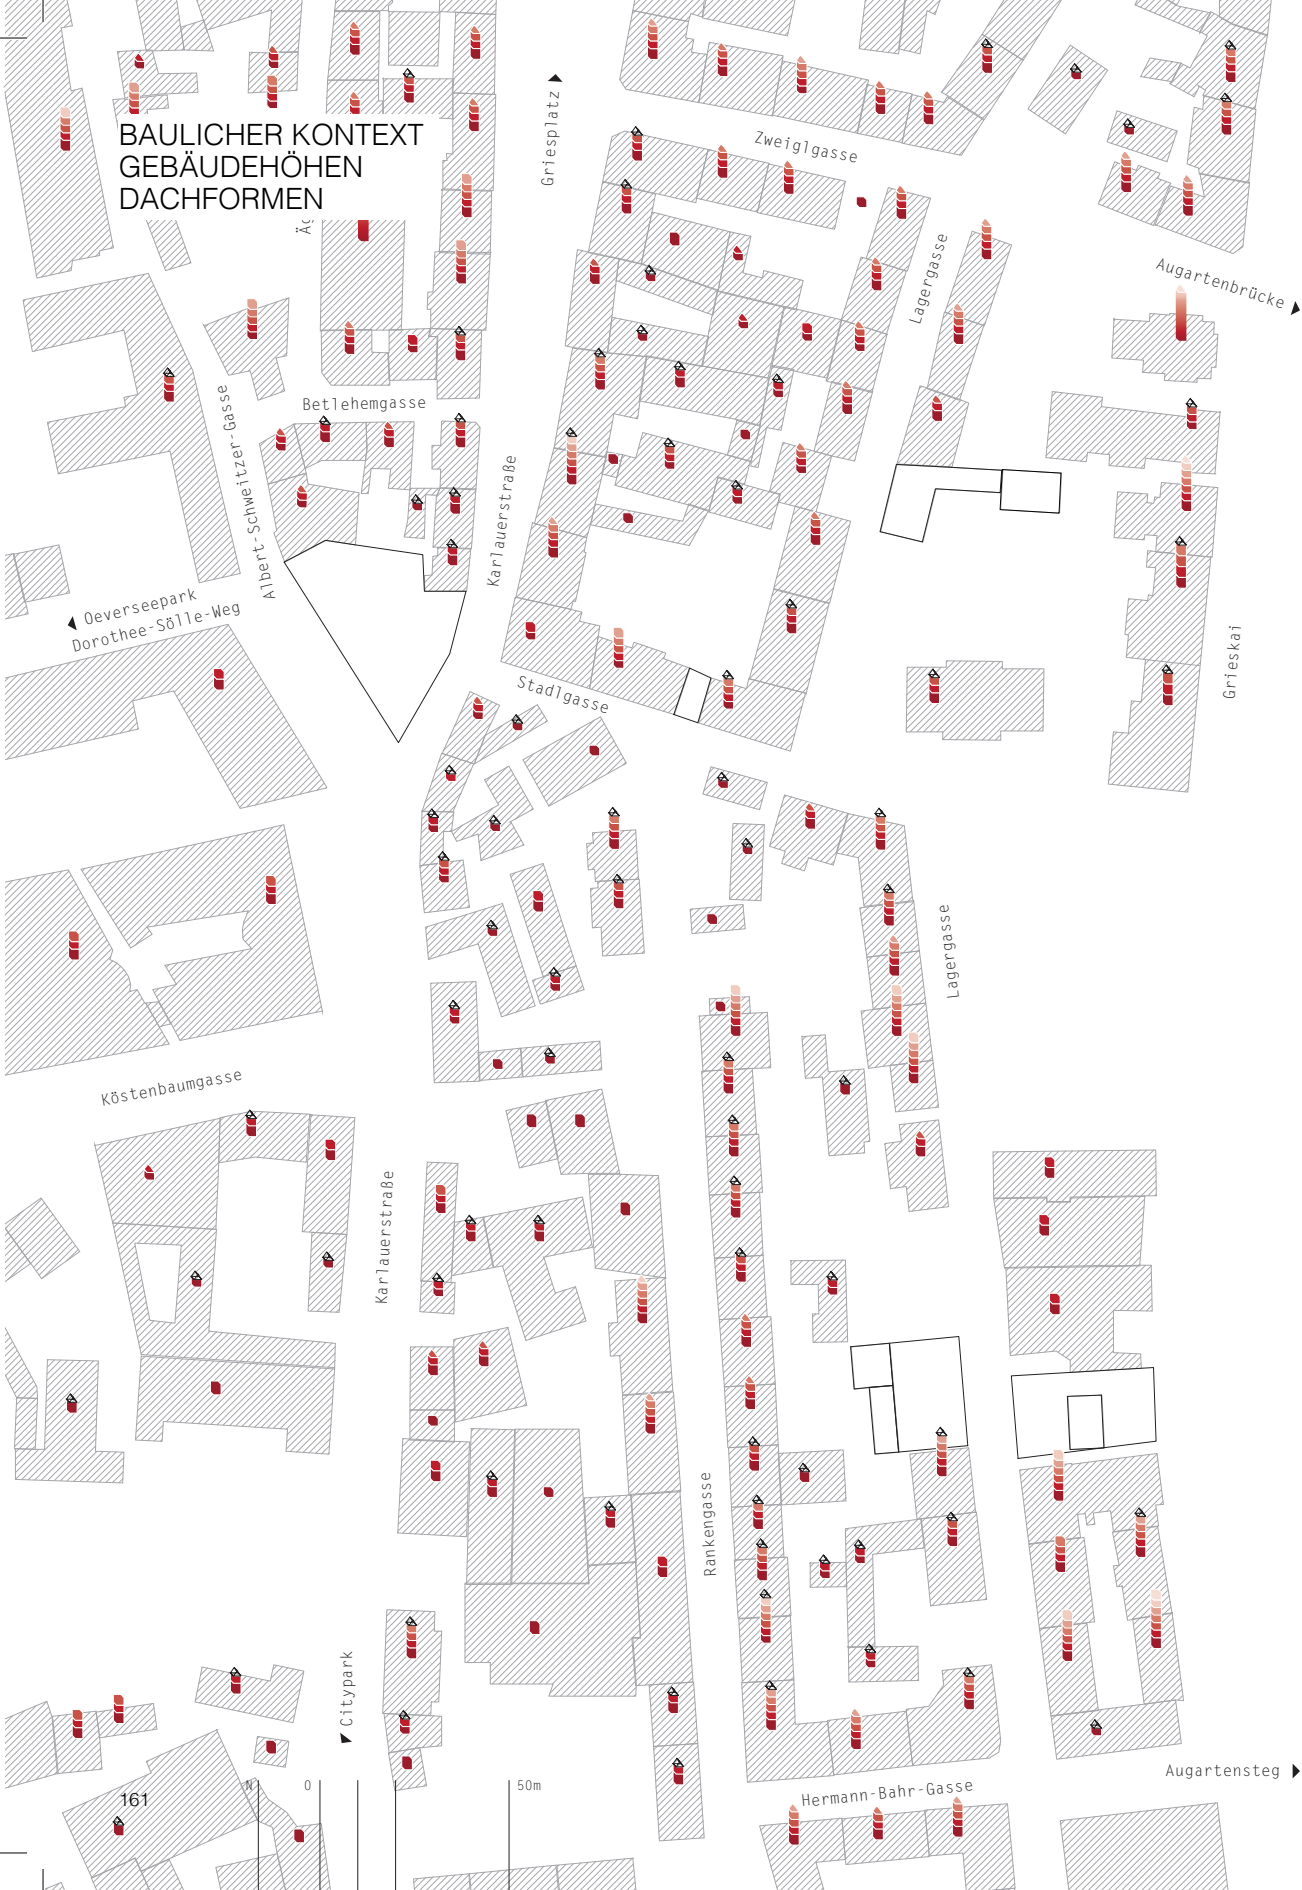 BAULICHER KONTEXT
GEBÄUDEHÖHEN
DACHFORMEN
Griesplatz
Zweiglgasse
Äg
Lagergasse
Augartenbrücke
Betlehemgasse
Albert-Schweitzer-Gasse
Karlauerstraße
Oeverseepark
Dorothee-Sölle-Weg
Stadlgasse
Grieskai
Lagergasse
Köstenbaumgasse
Karlauerstraße
Rankengasse
Citypark
Augartensteg
Hermann-Bahr-Gasse
N 0 50m
161